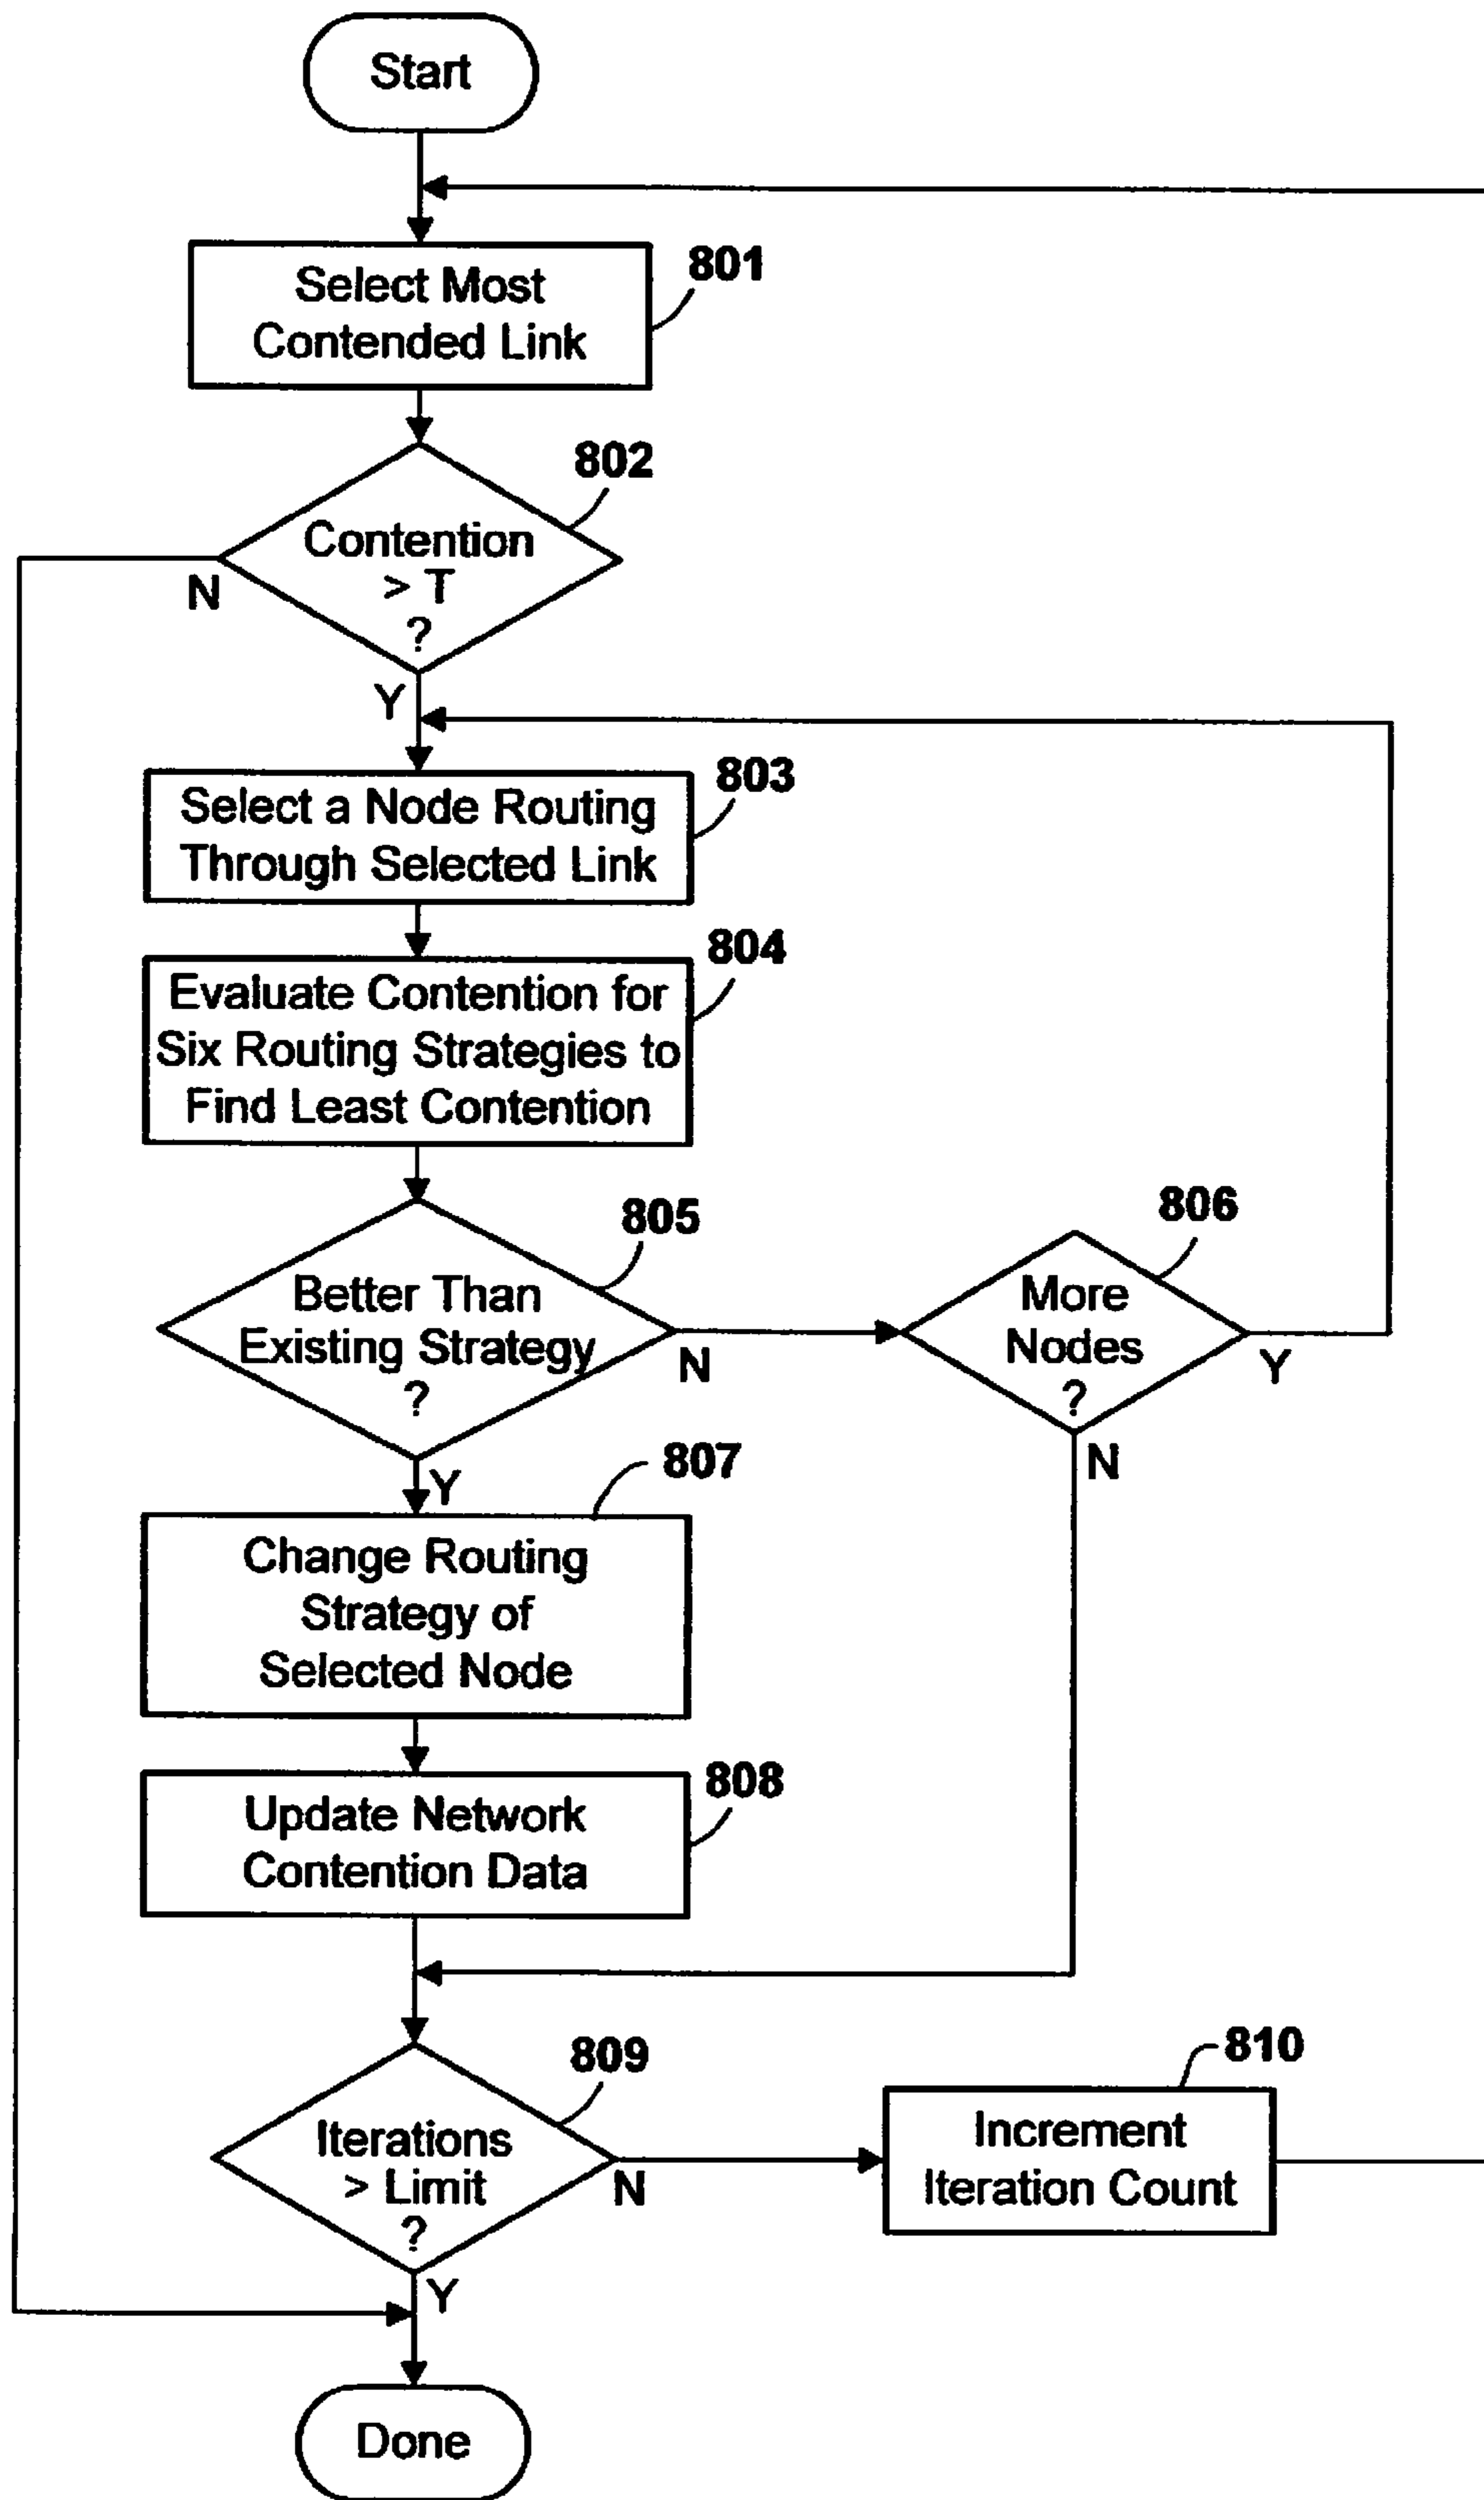 Start
Select Most
Contended Link
801
802
Contention
> T
?
N
Y
803
Select a Node Routing
Through Selected Link
804
Evaluate Contention for
Six Routing Strategies to
Find Least Contention
805
Better Than
Existing Strategy
?
N
Y
806
More
Nodes
?
Y
N
807
Change Routing
Strategy of
Selected Node
808
Update Network
Contention Data
809
Iterations
> Limit
?
N
Y
810
Increment
Iteration Count
Done